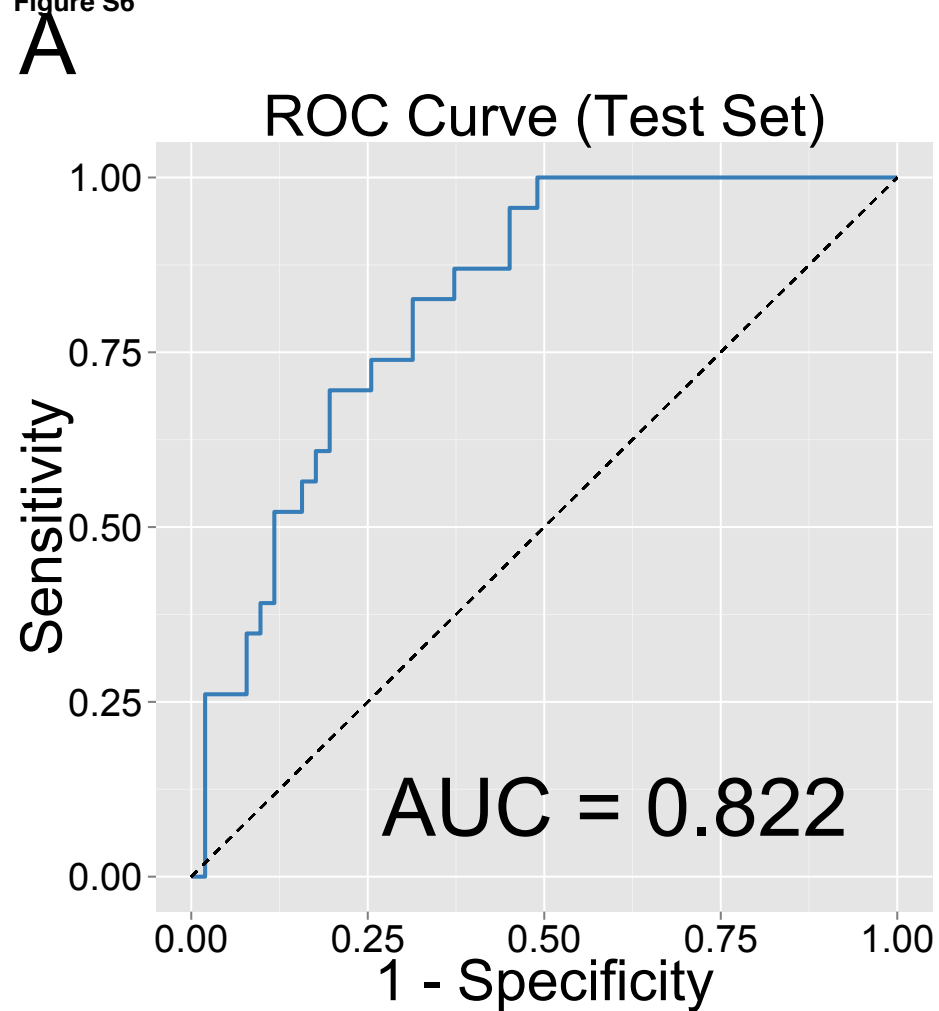 Figure S6
A
ROC Curve (Test Set)
1.00
0.75
0.50
0.25
0.00
Sensitivity
AUC = 0.822
0.00 0.25 0.50 0.75 1.00
1 - Specificity